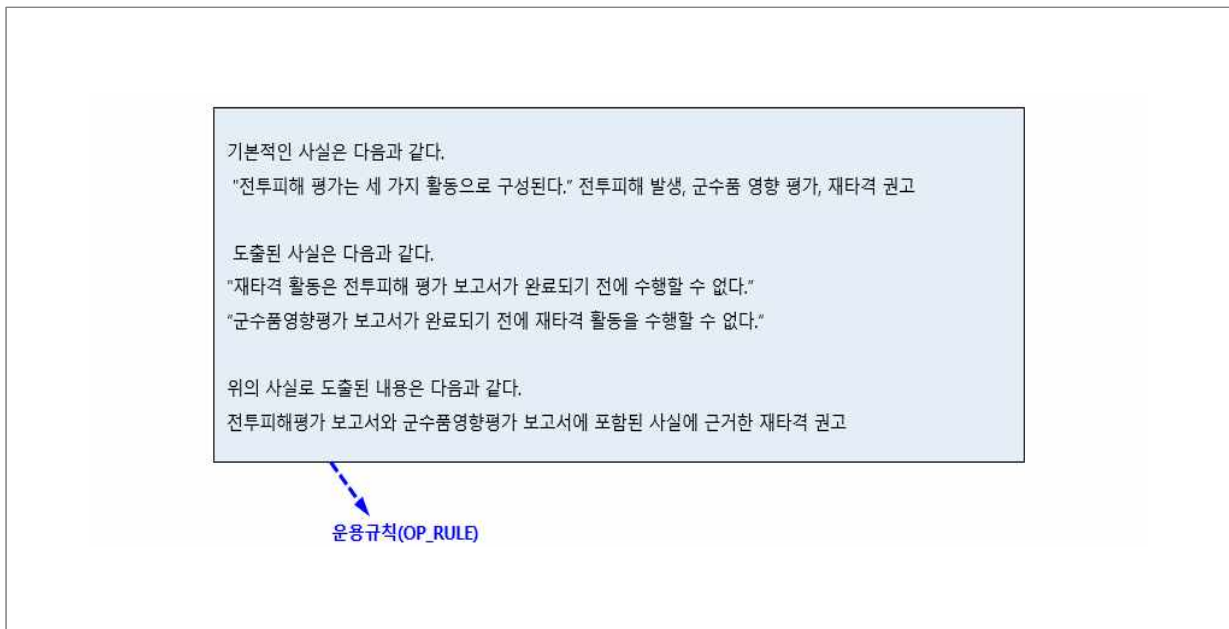 기본적인 사실은 다음과 같다.
"전투피해 평가는 세 가지 활동으로 구성된다." 전투피해 발생, 군수품 영향 평가, 재타격 권고
도출된 사실은 다음과 같다.
"재타격 활동은 전투피해 평가 보고서가 완료되기 전에 수행할 수 없다."
"군수품영향평가 보고서가 완료되기 전에 재타격 활동을 수행할 수 없다."
위의 사실로 도출된 내용은 다음과 같다.
전투피해평가 보고서와 군수품영향평가 보고서에 포함된 사실에 근거한 재타격 권고
운용규칙(OP_RULE)